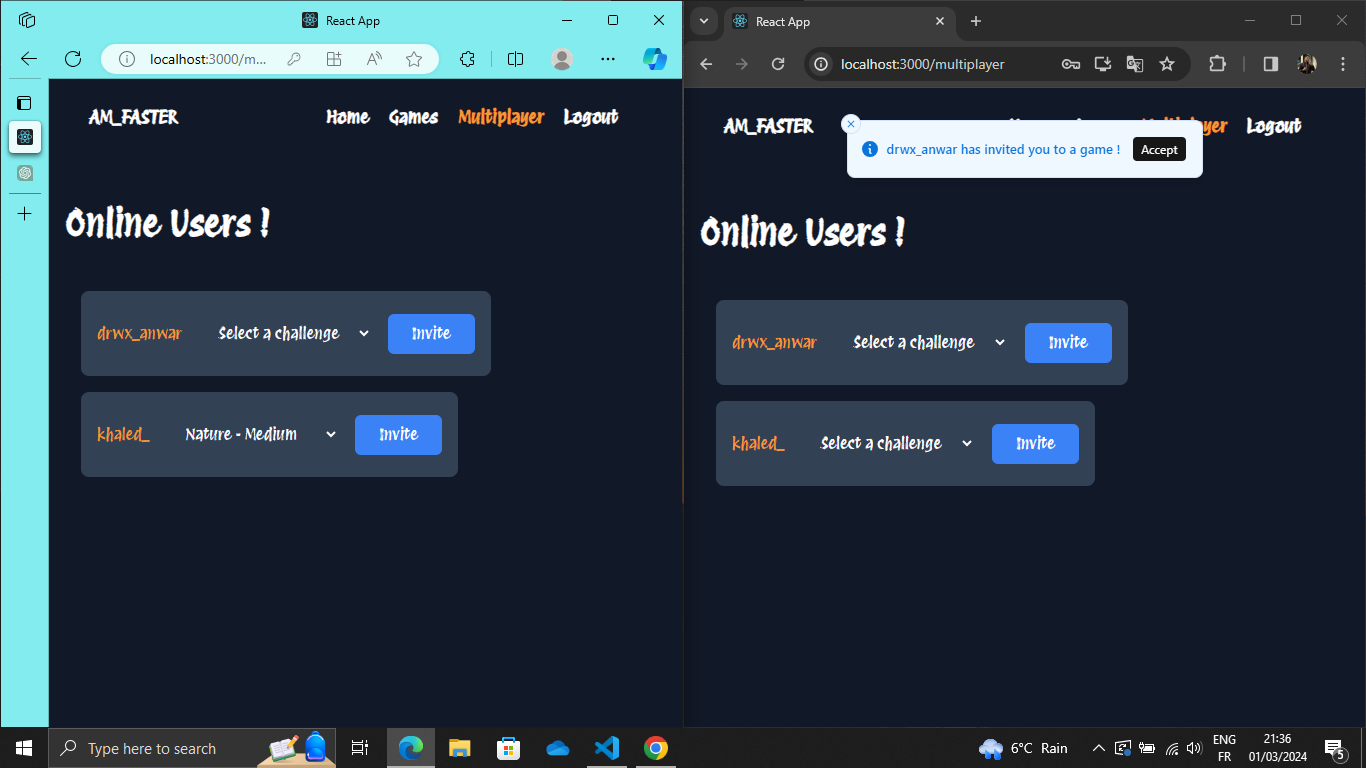 React App
localhost:3000/m...
AM_FASTER
Home Games Multiplayer Logout
Online Users !
drwx_anwar Select a challenge Invite
khaled_ Nature - Medium Invite
React App
localhost:3000/multiplayer
AM_FASTER
Logout
drwx_anwar has invited you to a game ! Accept
Online Users !
drwx_anwar Select a challenge Invite
khaled_ Select a challenge Invite
Type here to search
6°C Rain
ENG
FR
21:36
01/03/2024
5